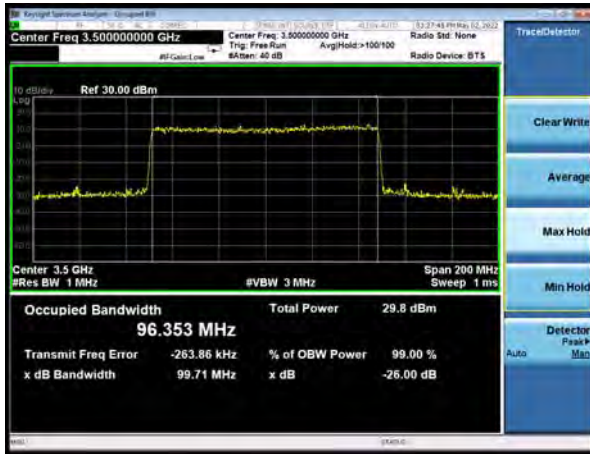 Keysight Spectrum Analyzer - Occupied BW
03:27:48 PM May 02, 2022
Center Freq 3.500000000 GHz
Center Freq: 3.500000000 GHz
Radio Std: None
Trig: Free Run
Avg|Hold:>100/100
#IFGain:Low
#Atten: 40 dB
Radio Device: BTS
Trace/Detector
10 dB/div
Ref 30.00 dBm
Log
Clear Write
Average
Max Hold
Min Hold
Center 3.5 GHz
Span 200 MHz
#Res BW 1 MHz
#VBW 3 MHz
Sweep 1 ms
Occupied Bandwidth
Total Power
29.8 dBm
96.353 MHz
Transmit Freq Error
-263.86 kHz
% of OBW Power
99.00 %
x dB Bandwidth
99.71 MHz
x dB
-26.00 dB
Detector
Peak
Auto
Man
MSG
STATUS